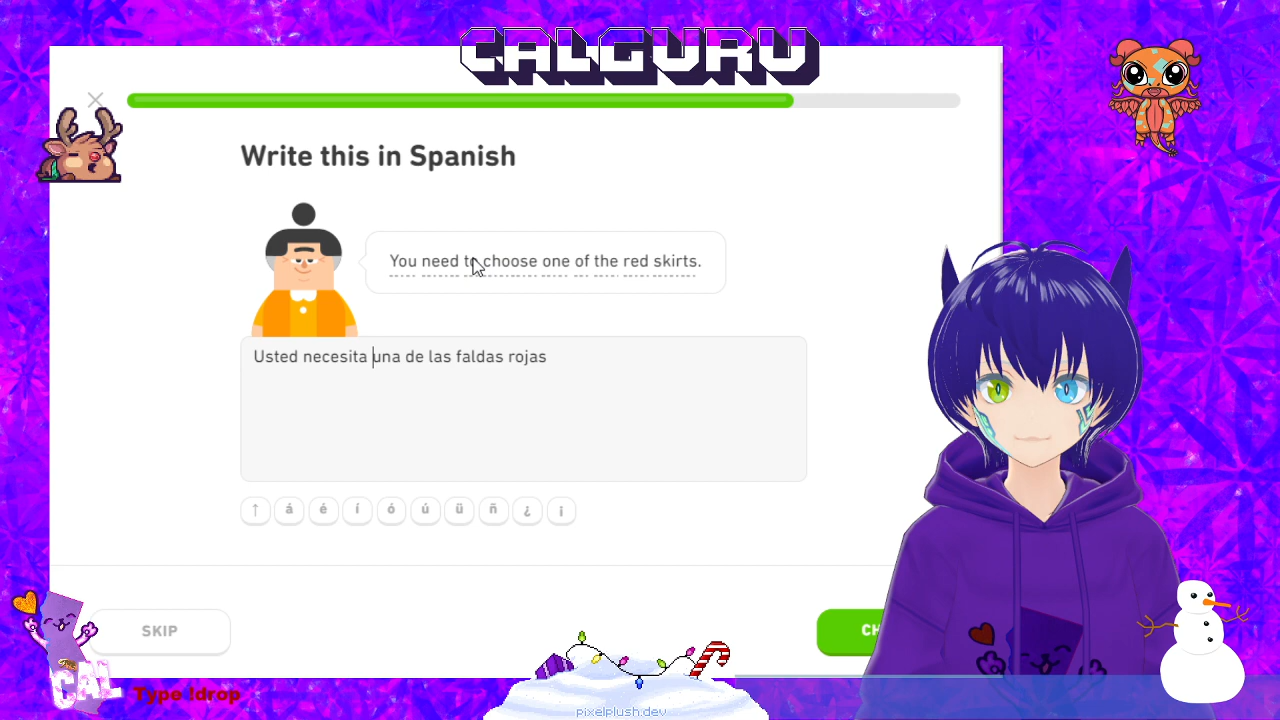 CALGURU
Write this in Spanish
You need to choose one of the red skirts.
Usted necesita una de las faldas rojas
↑ á é í ó ú ü ñ ¿ ¡
SKIP
CH
CAL
Type !drop
pixelplush.dev